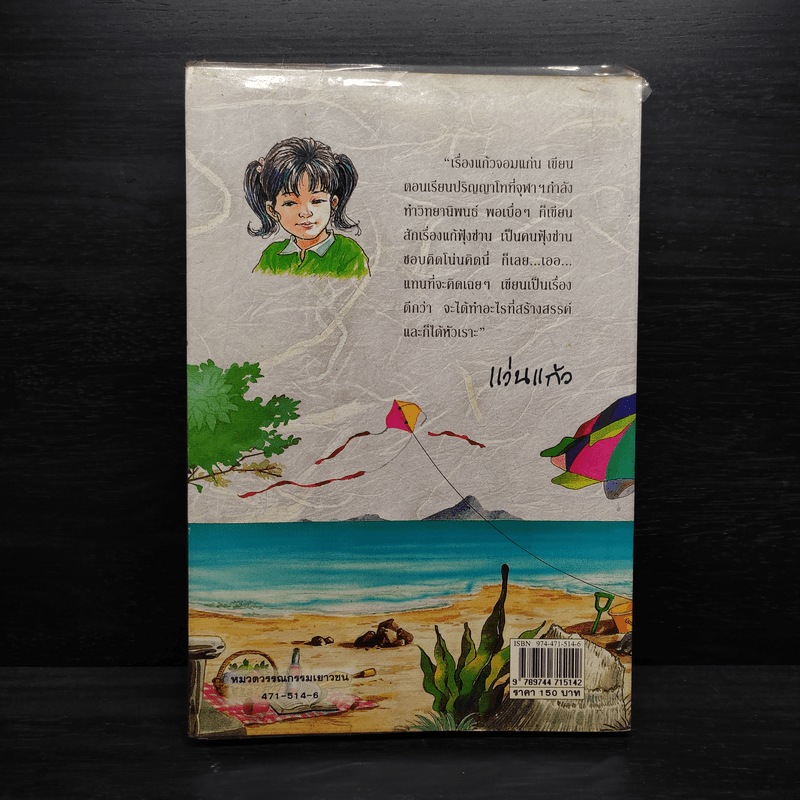 “เรื่องแก้วจอมแก่น เขียน
ตอนเรียนปริญญาโทที่จุฬาฯกำลัง
ทำวิทยานิพนธ์ พอเบื่อๆ ก็เขียน
สักเรื่องแก้ฟุ้งซ่าน เป็นคนฟุ้งซ่าน
ชอบคิดโน่นคิดนี่ ก็เลย...เออ...
แทนที่จะคิดเฉยๆ เขียนเป็นเรื่อง
ดีกว่า จะได้ทำอะไรที่สร้างสรรค์
และก็ได้หัวเราะ”
แว่นแก้ว
ISBN 974-471-514-6
9 789744 715142
ราคา 150 บาท
หมวดวรรณกรรมเยาวชน
471-514-6